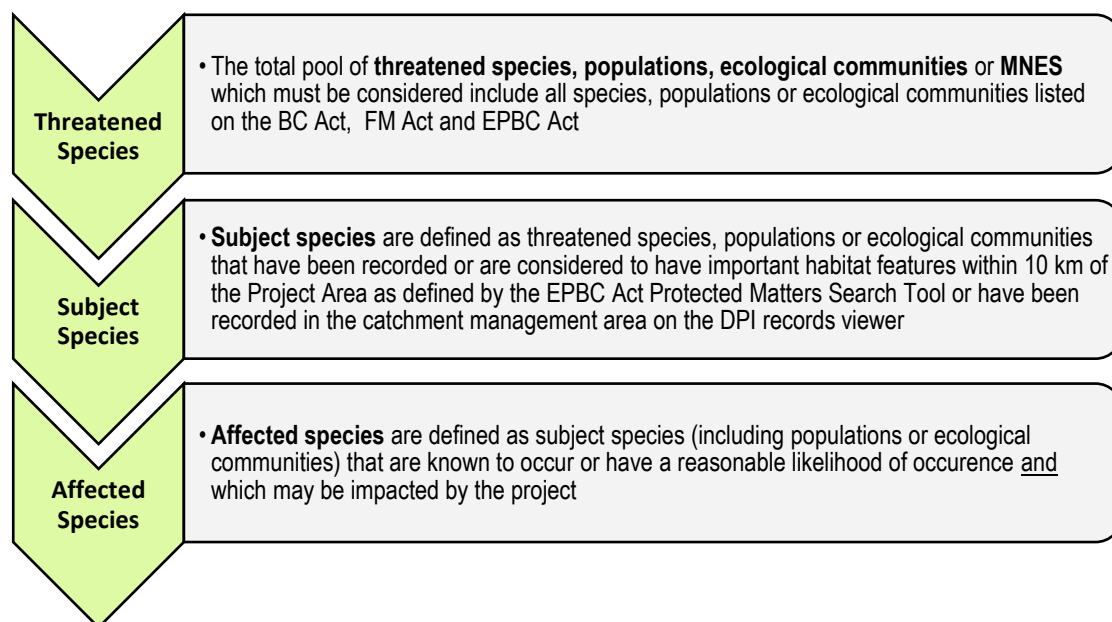 Threatened
Species
• The total pool of threatened species, populations, ecological communities or MNES
which must be considered include all species, populations or ecological communities listed
on the BC Act,  FM Act and EPBC Act
Subject
Species
• Subject species are defined as threatened species, populations or ecological communities
that have been recorded or are considered to have important habitat features within 10 km of
the Project Area as defined by the EPBC Act Protected Matters Search Tool or have been
recorded in the catchment management area on the DPI records viewer
Affected
Species
• Affected species are defined as subject species (including populations or ecological
communities) that are known to occur or have a reasonable likelihood of occurence and
which may be impacted by the project